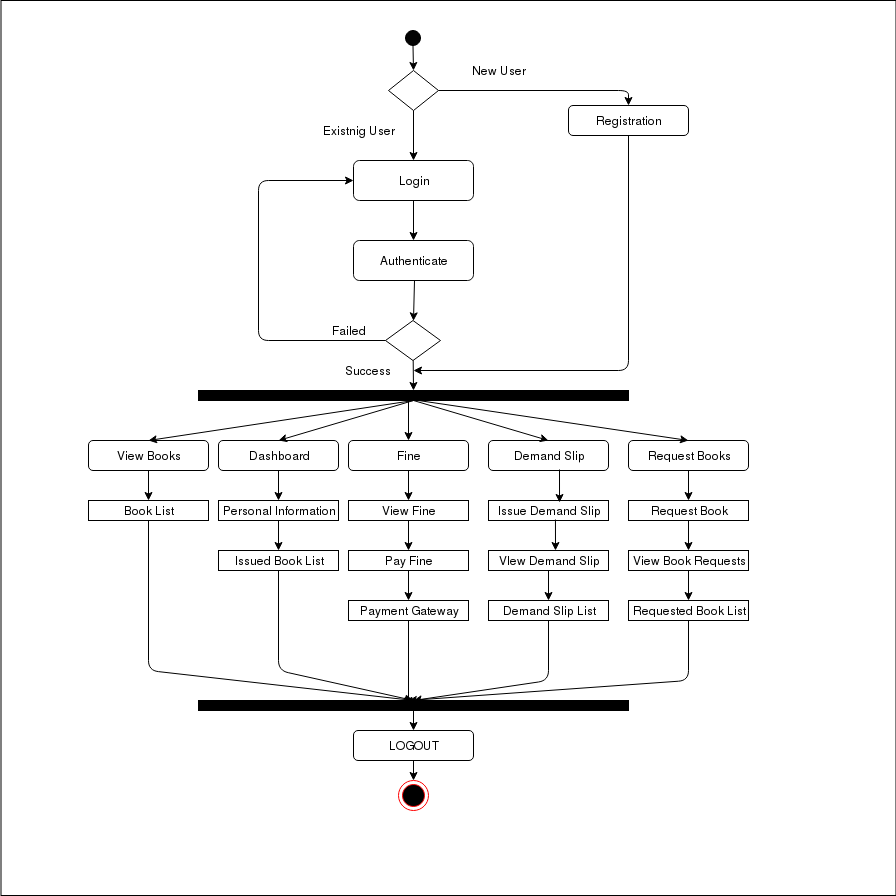 New User
Registration
Existnig User
Login
Authenticate
Failed
Success
View Books
Dashboard
Fine
Demand Slip
Request Books
Book List
Personal Information
View Fine
Issue Demand Slip
Request Book
Issued Book List
Pay Fine
VIew Demand Slip
View Book Requests
Payment Gateway
Demand Slip List
Requested Book List
LOGOUT